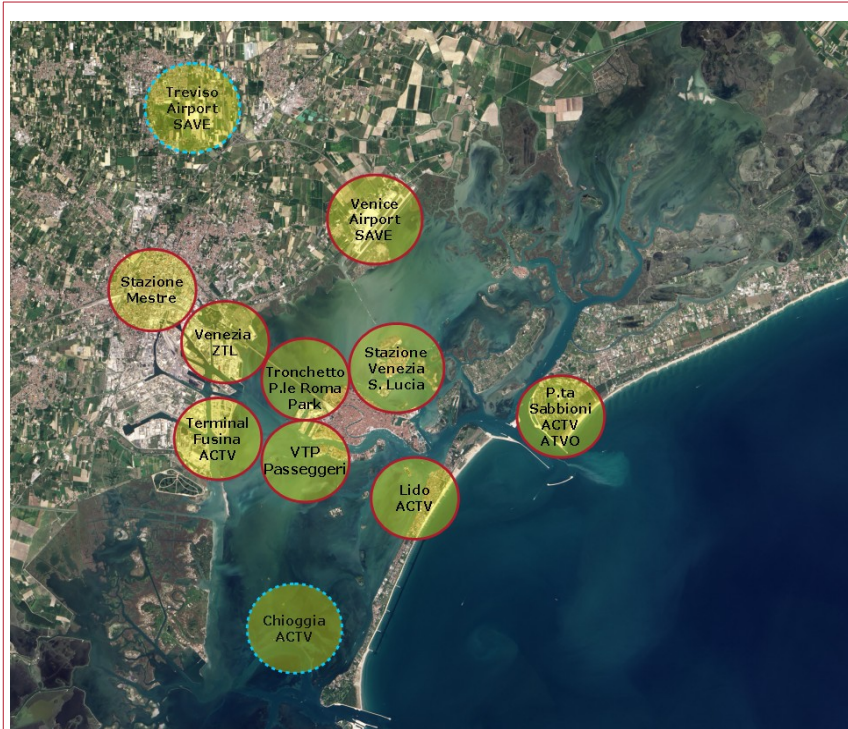 Treviso
Airport
SAVE
Venice
Airport
SAVE
Stazione
Mestre
Venezia
ZTL
Tronchetto
P.le Roma
Park
Stazione
Venezia
S. Lucia
P.ta
Sabbioni
ACTV
ATVO
Terminal
Fusina
ACTV
VTP
Passeggeri
Lido
ACTV
Chioggia
ACTV